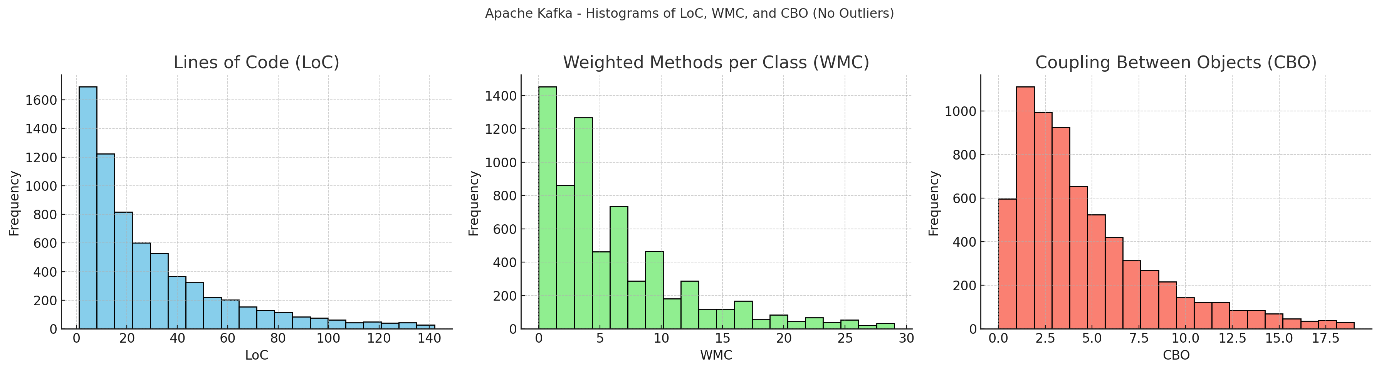 Apache Kafka - Histograms of LoC, WMC, and CBO (No Outliers)
Lines of Code (LoC)
Frequency
1600
1400
1200
1000
800
600
400
200
0
0 20 40 60 80 100 120 140
LoC
Weighted Methods per Class (WMC)
Frequency
1400
1200
1000
800
600
400
200
0
0 5 10 15 20 25 30
WMC
Coupling Between Objects (CBO)
Frequency
1000
800
600
400
200
0
0.0 2.5 5.0 7.5 10.0 12.5 15.0 17.5
CBO